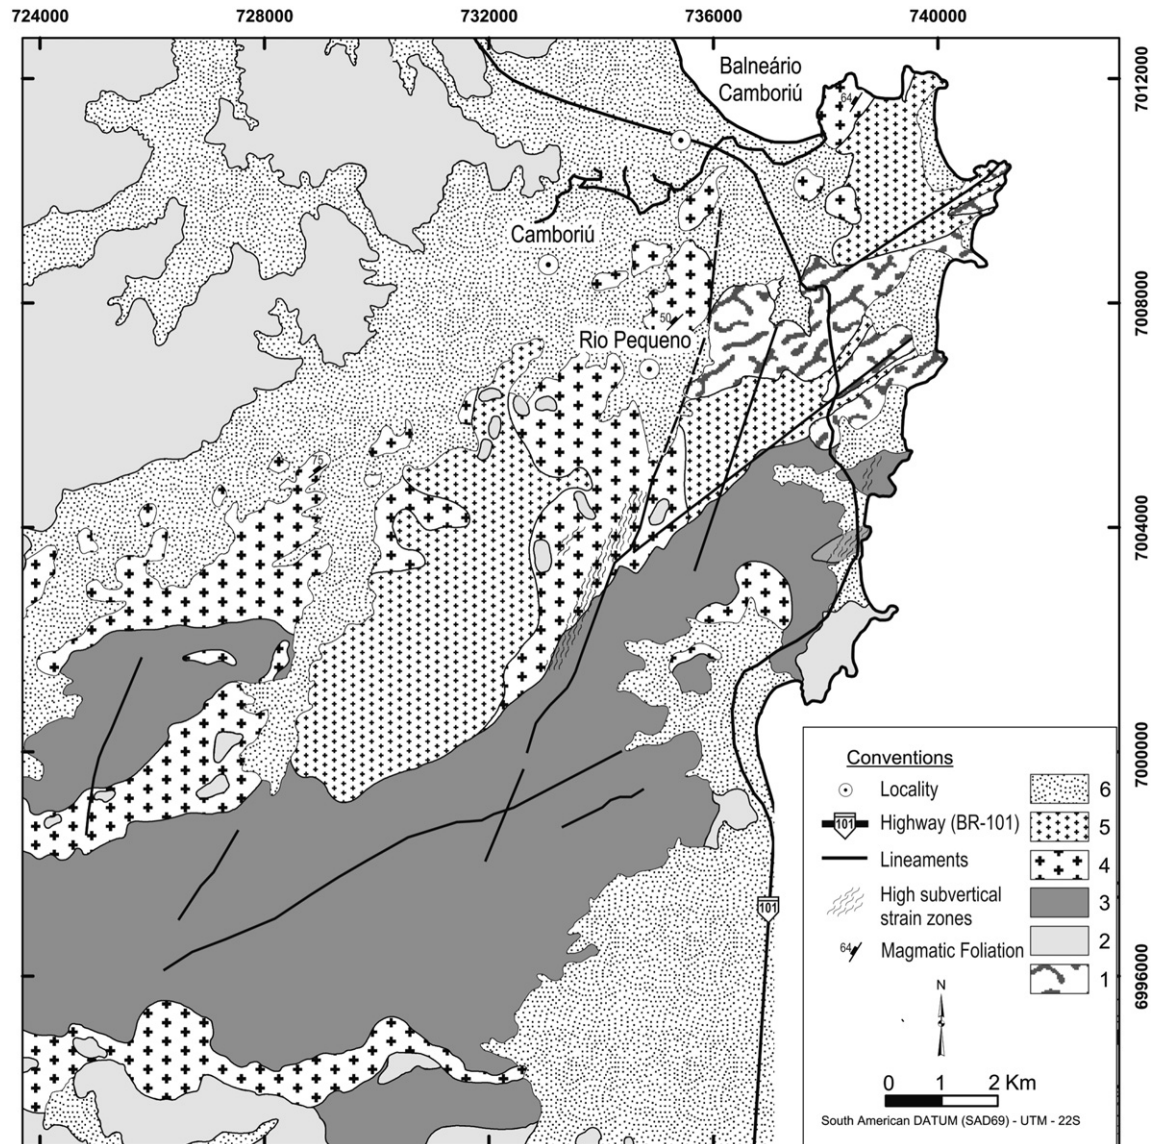 724000 728000 732000 736000 740000
7012000
7008000
7004000
7000000
6996000
Balneário
Camboriú
64
Camboriú
50
Rio Pequeno
75
101
Conventions
Locality
101 Highway (BR-101)
Lineaments
High subvertical
strain zones
64 Magmatic Foliation
6
5
4
3
2
1
N
0 1 2 Km
South American DATUM (SAD69) - UTM - 22S